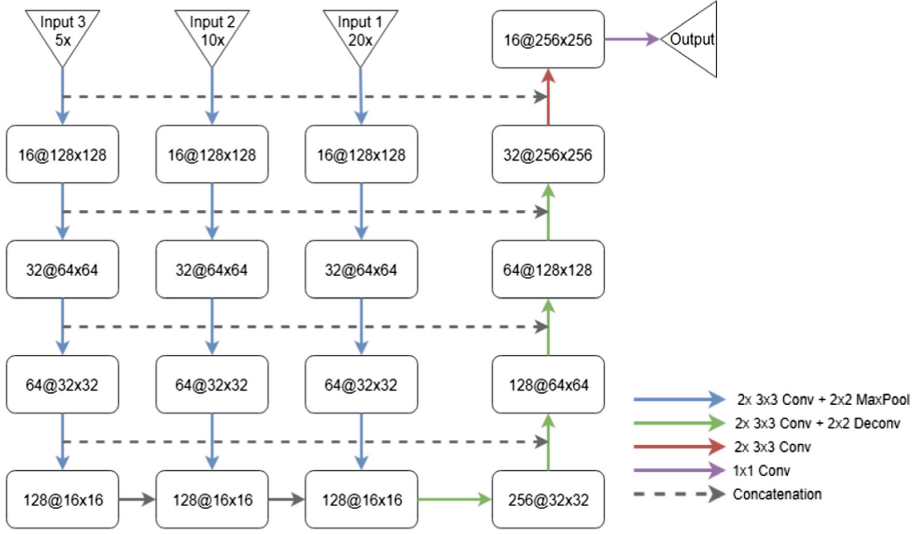 Input 3
5x
Input 2
10x
Input 1
20x
16@256x256
Output
16@128x128
16@128x128
16@128x128
32@256x256
32@64x64
32@64x64
32@64x64
64@128x128
64@32x32
64@32x32
64@32x32
128@64x64
128@16x16
128@16x16
128@16x16
256@32x32
2x 3x3 Conv + 2x2 MaxPool
2x 3x3 Conv + 2x2 Deconv
2x 3x3 Conv
1x1 Conv
Concatenation